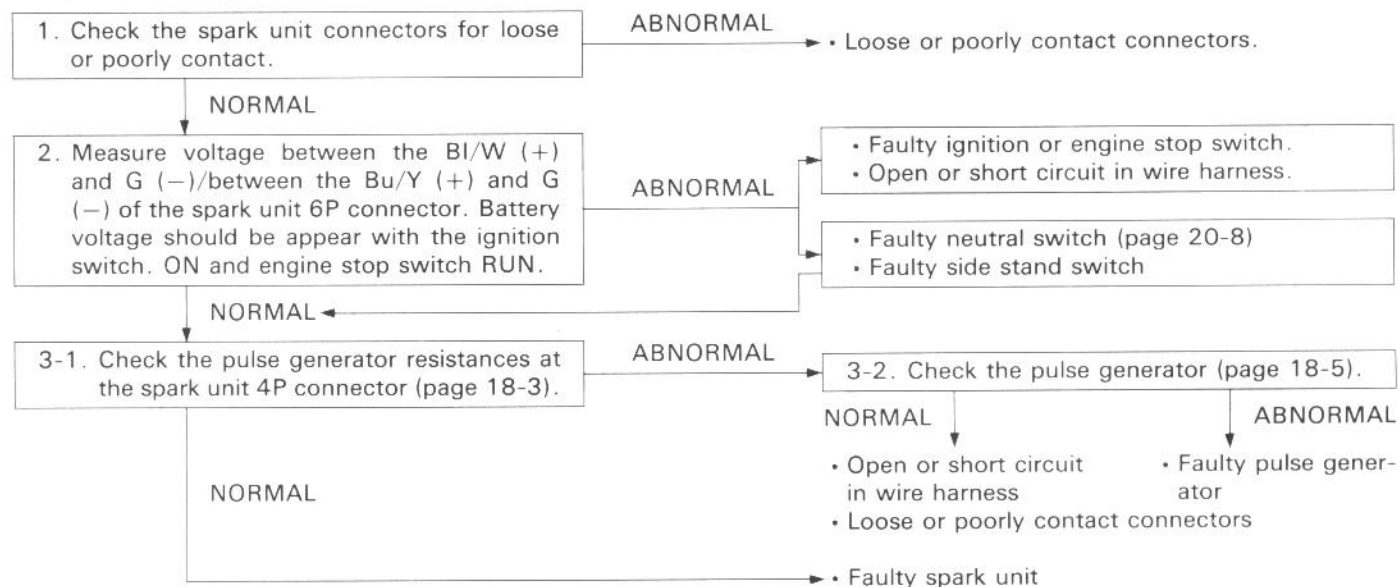 1. Check the spark unit connectors for loose
or poorly contact.
ABNORMAL
• Loose or poorly contact connectors.
NORMAL
2. Measure voltage between the Bl/W (+)
and G (−)/between the Bu/Y (+) and G
(−) of the spark unit 6P connector. Battery
voltage should be appear with the ignition
switch. ON and engine stop switch RUN.
ABNORMAL
• Faulty ignition or engine stop switch.
• Open or short circuit in wire harness.
• Faulty neutral switch (page 20-8)
• Faulty side stand switch
NORMAL
3-1. Check the pulse generator resistances at
the spark unit 4P connector (page 18-3).
ABNORMAL
3-2. Check the pulse generator (page 18-5).
NORMAL
ABNORMAL
• Open or short circuit
in wire harness
• Loose or poorly contact connectors
• Faulty pulse gener-
ator
NORMAL
• Faulty spark unit